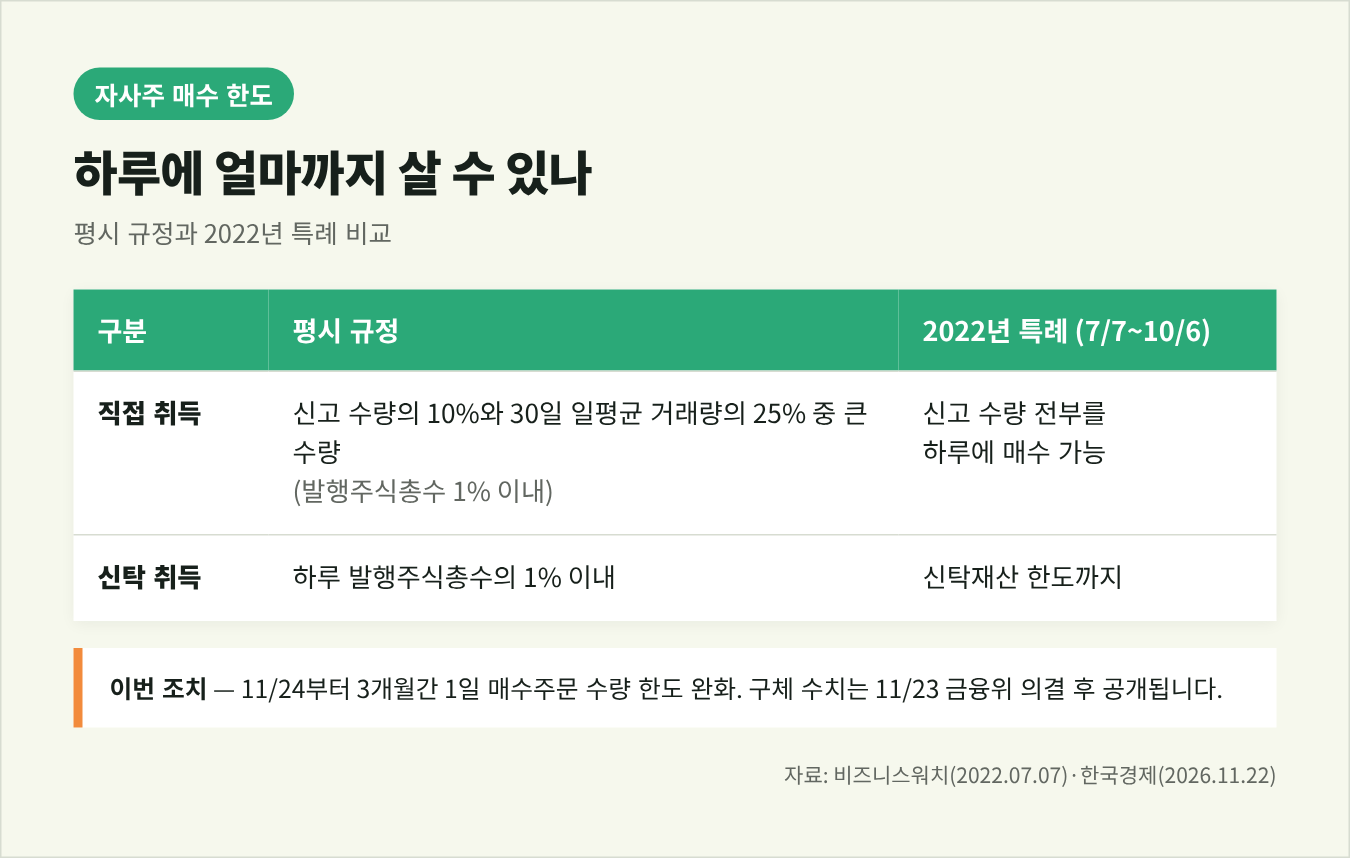 자사주 매수 한도
하루에 얼마까지 살 수 있나
평시 규정과 2022년 특례 비교
구분
평시 규정
2022년 특례 (7/7~10/6)
직접 취득
신고 수량의 10%와 30일 일평균 거래량의 25% 중 큰
수량
(발행주식총수 1% 이내)
신고 수량 전부를
하루에 매수 가능
신탁 취득
하루 발행주식총수의 1% 이내
신탁재산 한도까지
이번 조치 — 11/24부터 3개월간 1일 매수주문 수량 한도 완화. 구체 수치는 11/23 금융위 의결 후 공개됩니다.
자료: 비즈니스워치(2022.07.07)·한국경제(2026.11.22)